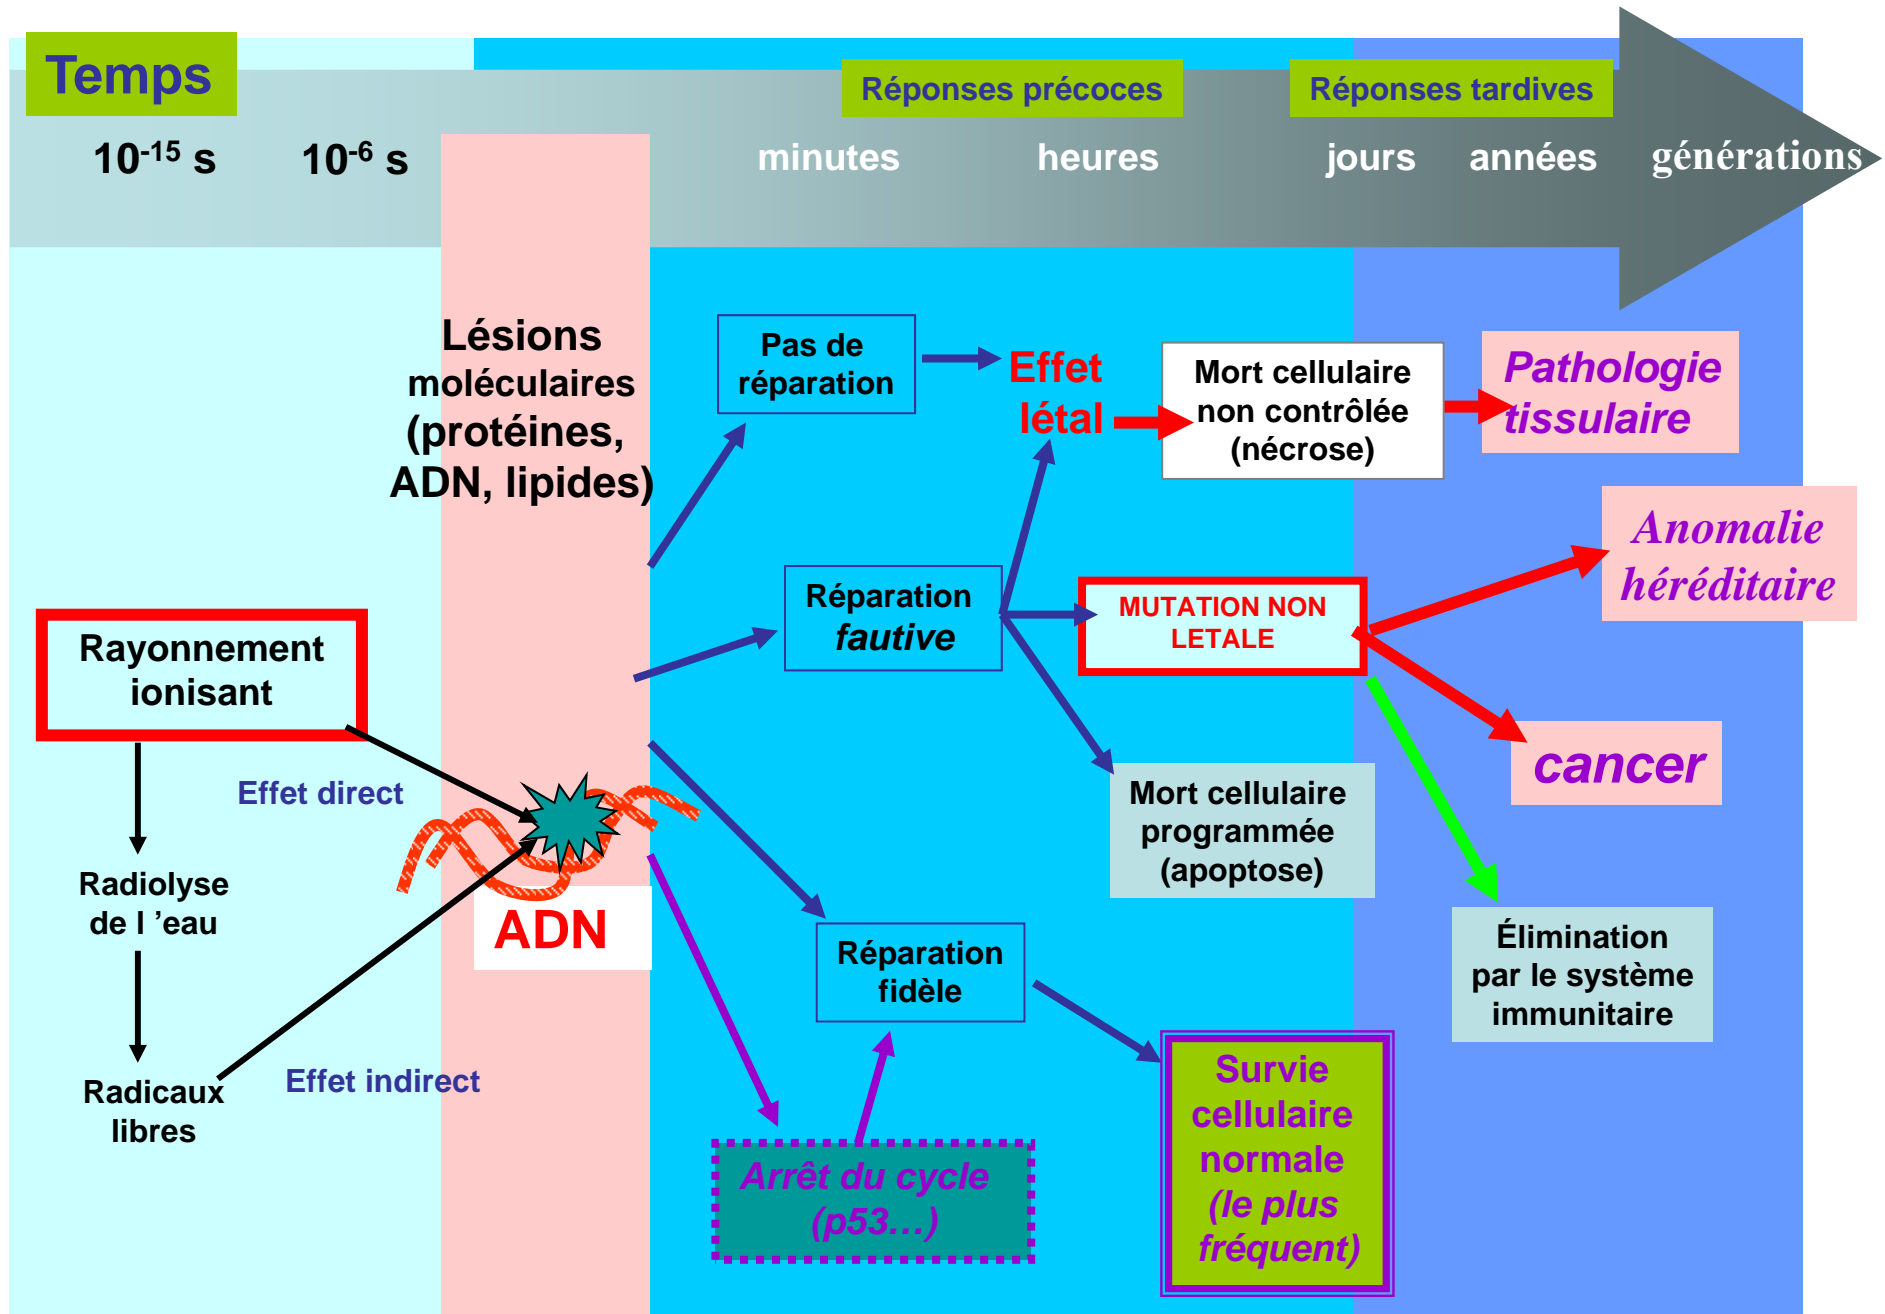 Temps
Réponses précoces
Réponses tardives
10-15 s
10-6 s
minutes
heures
jours
années
générations
Lésions
moléculaires
(protéines,
ADN, lipides)
Pas de
réparation
Effet
létal
Mort cellulaire
non contrôlée
(nécrose)
Pathologie
tissulaire
Anomalie
héréditaire
Réparation
fautive
MUTATION NON
LETALE
Rayonnement
ionisant
cancer
Effet direct
Mort cellulaire
programmée
(apoptose)
Radiolyse
de l ’eau
ADN
Réparation
fidèle
Élimination
par le système
immunitaire
Radicaux
libres
Effet indirect
Survie
cellulaire
normale
(le plus
fréquent)
Arrêt du cycle
(p53…)